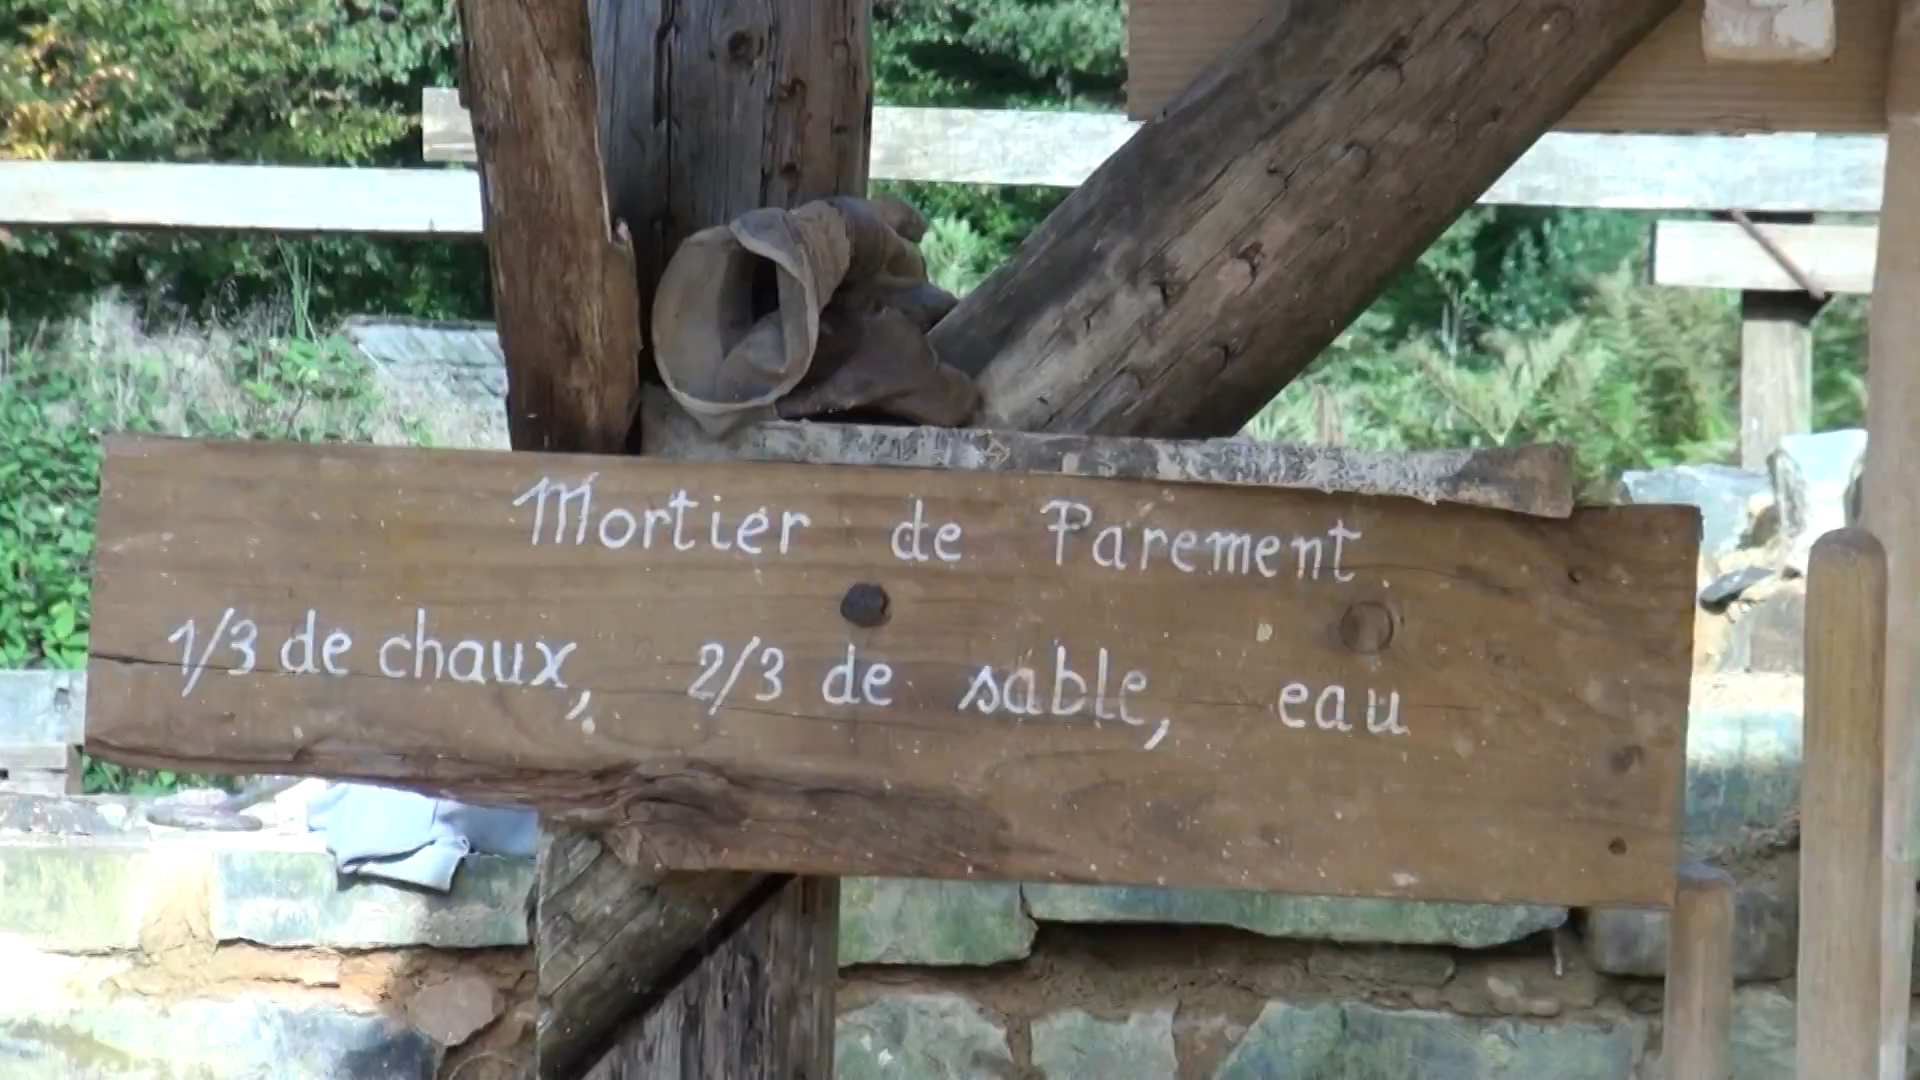 Mortier de Parement
1/3 de chaux, 2/3 de sable, eau